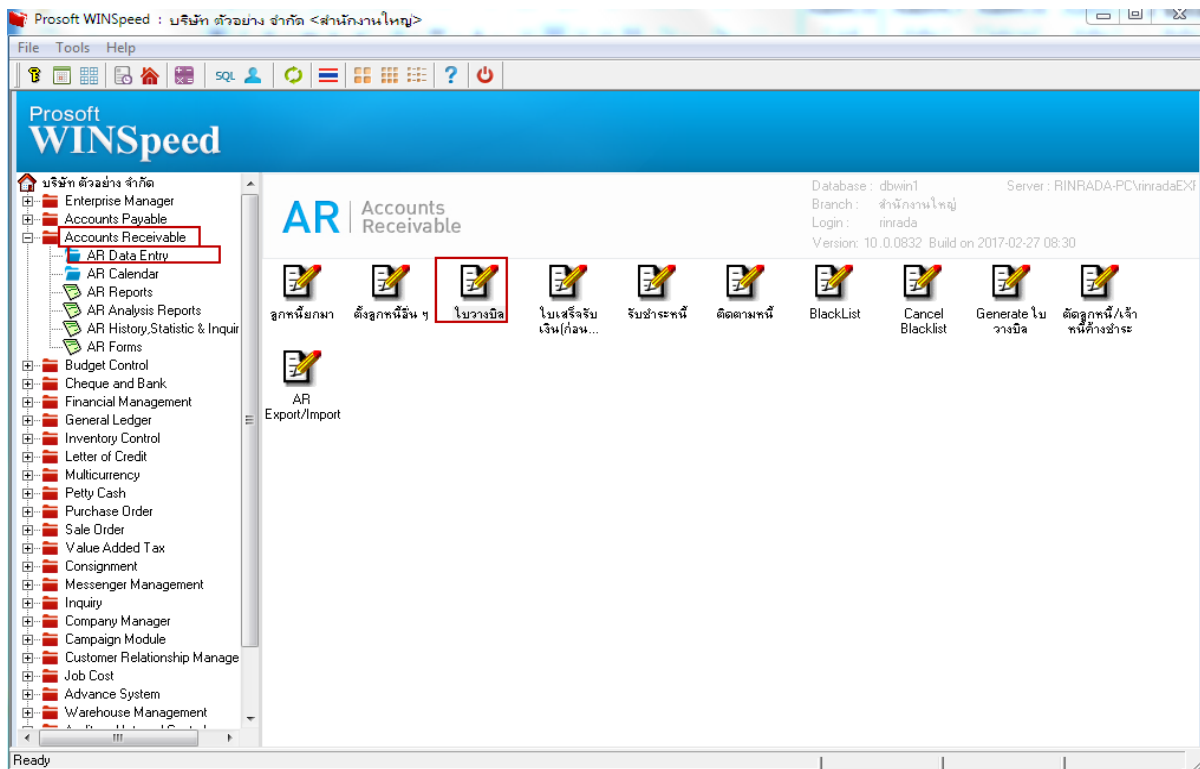 Prosoft WINSpeed : บริษัท ตัวอย่าง จำกัด <สำนักงานใหญ่>
File Tools Help
SQL
Prosoft
WINSpeed
บริษัท ตัวอย่าง จำกัด
Enterprise Manager
Accounts Payable
Accounts Receivable
AR Data Entry
AR Calendar
AR Reports
AR Analysis Reports
AR History,Statistic & Inquir
AR Forms
Budget Control
Cheque and Bank
Financial Management
General Ledger
Inventory Control
Letter of Credit
Multicurrency
Petty Cash
Purchase Order
Sale Order
Value Added Tax
Consignment
Messenger Management
Inquiry
Company Manager
Campaign Module
Customer Relationship Manage
Job Cost
Advance System
Warehouse Management
AR Accounts
Receivable
Database : dbwin1 Server : RINRADA-PC\rinradaEXI
Branch : สำนักงานใหญ่
Login : rinrada
Version: 10.0.0832 Build on 2017-02-27 08:30
ลูกหนี้ยกมา
ตั้งลูกหนี้อื่น ๆ
ใบวางบิล
ใบเสร็จรับ
เงิน(ก่อน...
รับชำระหนี้
ติดตามหนี้
BlackList
Cancel
Blacklist
Generate ใบ
วางบิล
ตัดลูกหนี้/เจ้า
หนี้ค้างชำระ
AR
Export/Import
Ready